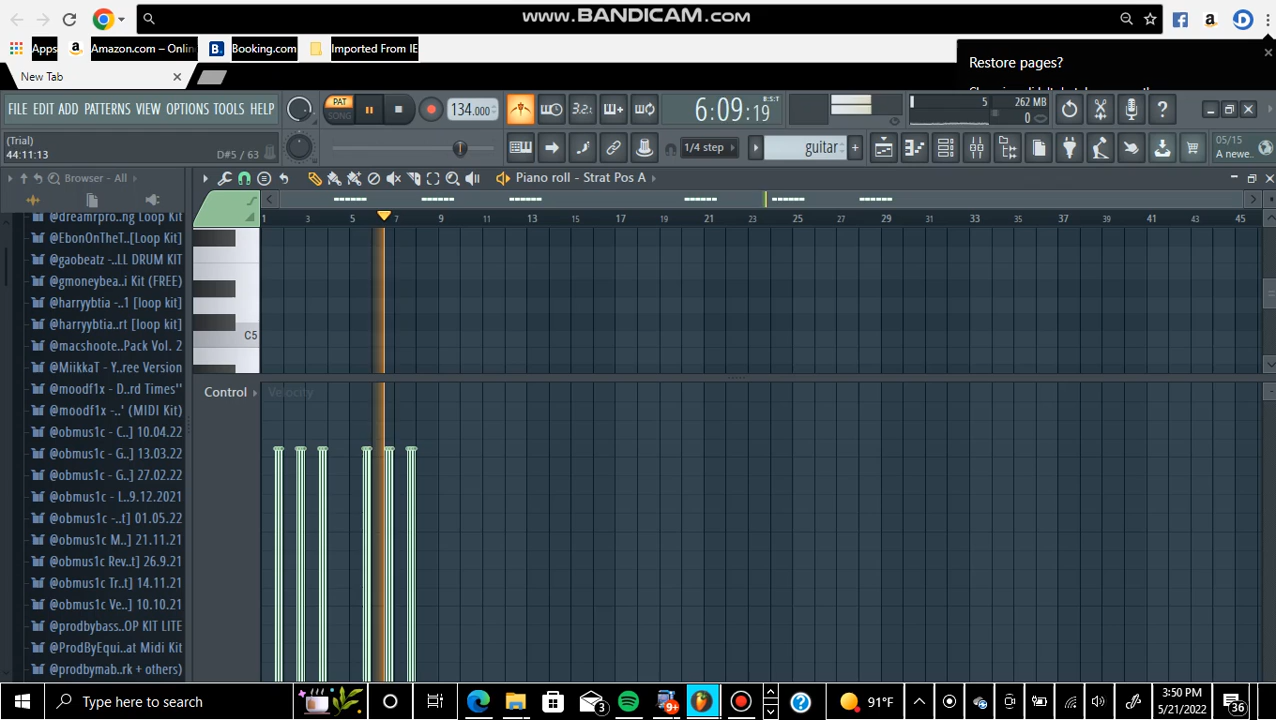 www.BANDICAM.com
Apps Amazon.com – Onlin Booking.com Imported From IE
Restore pages?
New Tab
FILE EDIT ADD PATTERNS VIEW OPTIONS TOOLS HELP
PAT
SONG
134.000
3.2
6:09:19
B:S:T
5
262 MB
0
(Trial)
44:11:13
D#5 / 63
1/4 step
guitar
05/15
A newe..
Browser - All
Piano roll - Strat Pos A
1 3 5 7 9 11 13 15 17 19 21 23 25 27 29 31 33 35 37 39 41 43 45
@dreamrpro..ng Loop Kit
@EbonOnTheT..[Loop Kit]
@gaobeatz -..LL DRUM KIT
@gmoneybea..i Kit (FREE)
@harryybtia -..1 [loop kit]
@harryybtia..rt [loop kit]
@macshoote..Pack Vol. 2
@MiikkaT - Y..ree Version
@moodf1x - D..rd Times''
@moodf1x -..' (MIDI Kit)
@obmus1c - C..] 10.04.22
@obmus1c - G..] 13.03.22
@obmus1c - G..] 27.02.22
@obmus1c - L..9.12.2021
@obmus1c -..t] 01.05.22
@obmus1c M..] 21.11.21
@obmus1c Rev..t] 26.9.21
@obmus1c Tr..t] 14.11.21
@obmus1c Ve..] 10.10.21
@prodbybass..OP KIT LITE
@ProdByEqui..at Midi Kit
@prodbymab..rk + others)
C5
Control
Velocity
Type here to search
3
9+
91°F
3:50 PM
5/21/2022
36